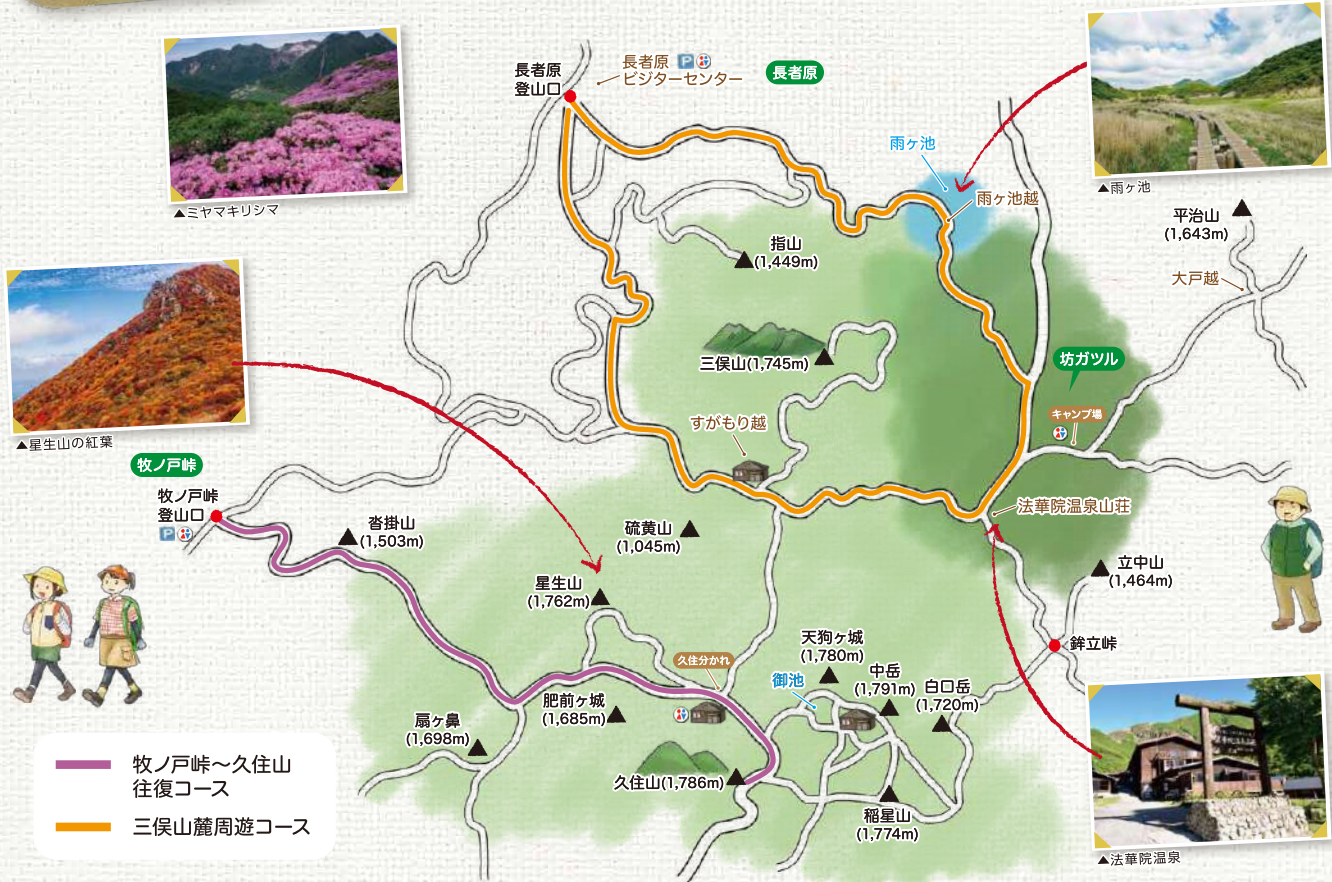 ▲ミヤマキリシマ
長者原
登山口
長者原
ビジターセンター
P
長者原
雨ヶ池
雨ヶ池越
▲雨ヶ池
平治山
(1,643m)
大戸越
指山
(1,449m)
三俣山(1,745m)
坊ガツル
キャンプ場
すがもり越
▲星生山の紅葉
牧ノ戸峠
牧ノ戸峠
登山口
P
沓掛山
(1,503m)
硫黄山
(1,045m)
法華院温泉山荘
星生山
(1,762m)
立中山
(1,464m)
鉾立峠
久住分かれ
天狗ヶ城
(1,780m)
御池
中岳
(1,791m)
白口岳
(1,720m)
肥前ヶ城
(1,685m)
扇ヶ鼻
(1,698m)
久住山(1,786m)
稲星山
(1,774m)
牧ノ戸峠～久住山
往復コース
三俣山麓周遊コース
▲法華院温泉